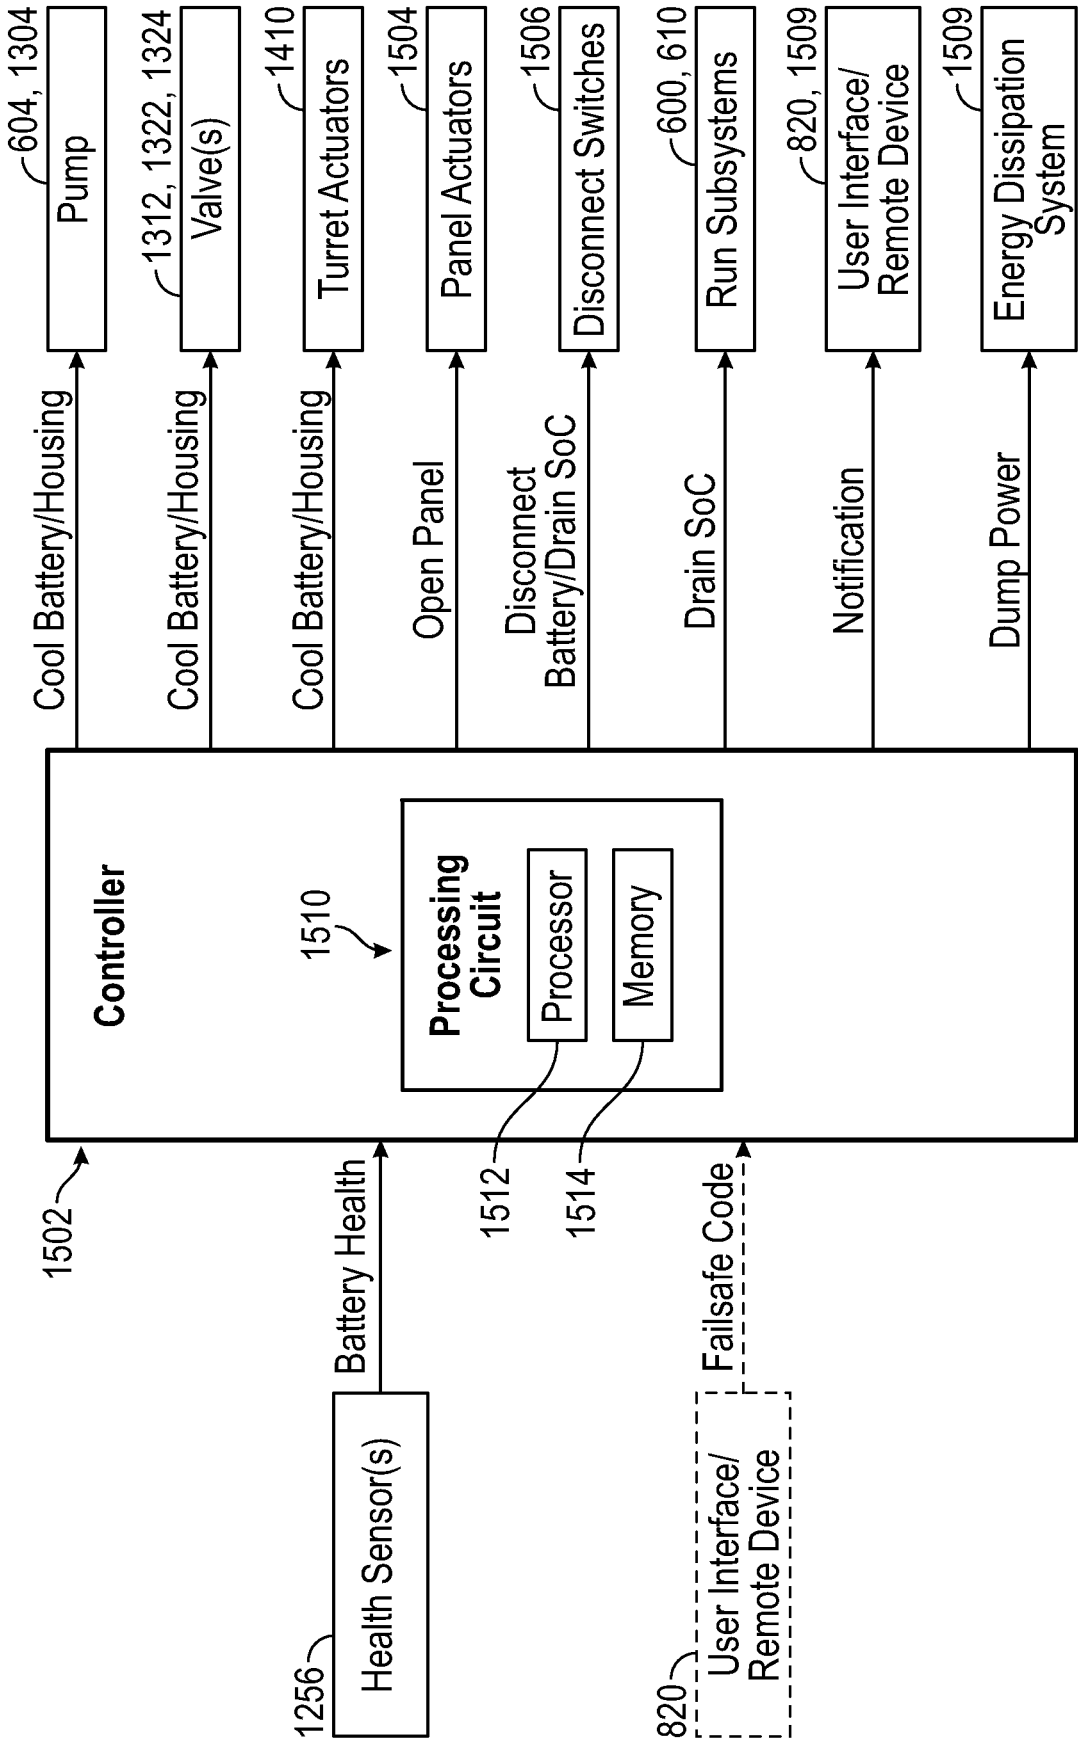 1502
Controller
1510
Processing
Circuit
Processor
Memory
1512
1514
1256
Health Sensor(s)
Battery Health
820
User Interface/
Remote Device
Failsafe Code
Cool Battery/Housing
604, 1304
Pump
Cool Battery/Housing
1312, 1322, 1324
Valve(s)
Cool Battery/Housing
1410
Turret Actuators
Open Panel
1504
Panel Actuators
Disconnect
Battery/Drain SoC
1506
Disconnect Switches
Drain SoC
600, 610
Run Subsystems
Notification
820, 1509
User Interface/
Remote Device
Dump Power
1509
Energy Dissipation
System